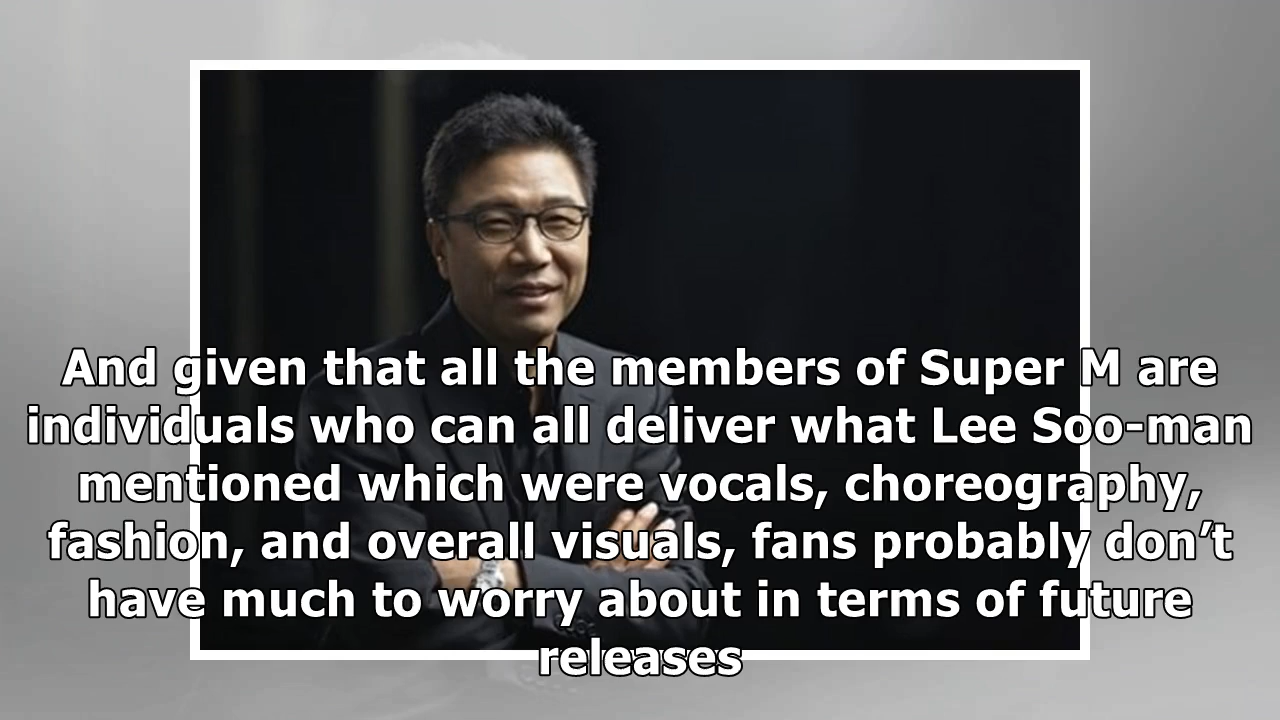 And given that all the members of Super M are
individuals who can all deliver what Lee Soo-man
mentioned which were vocals, choreography,
fashion, and overall visuals, fans probably don’t
have much to worry about in terms of future
releases